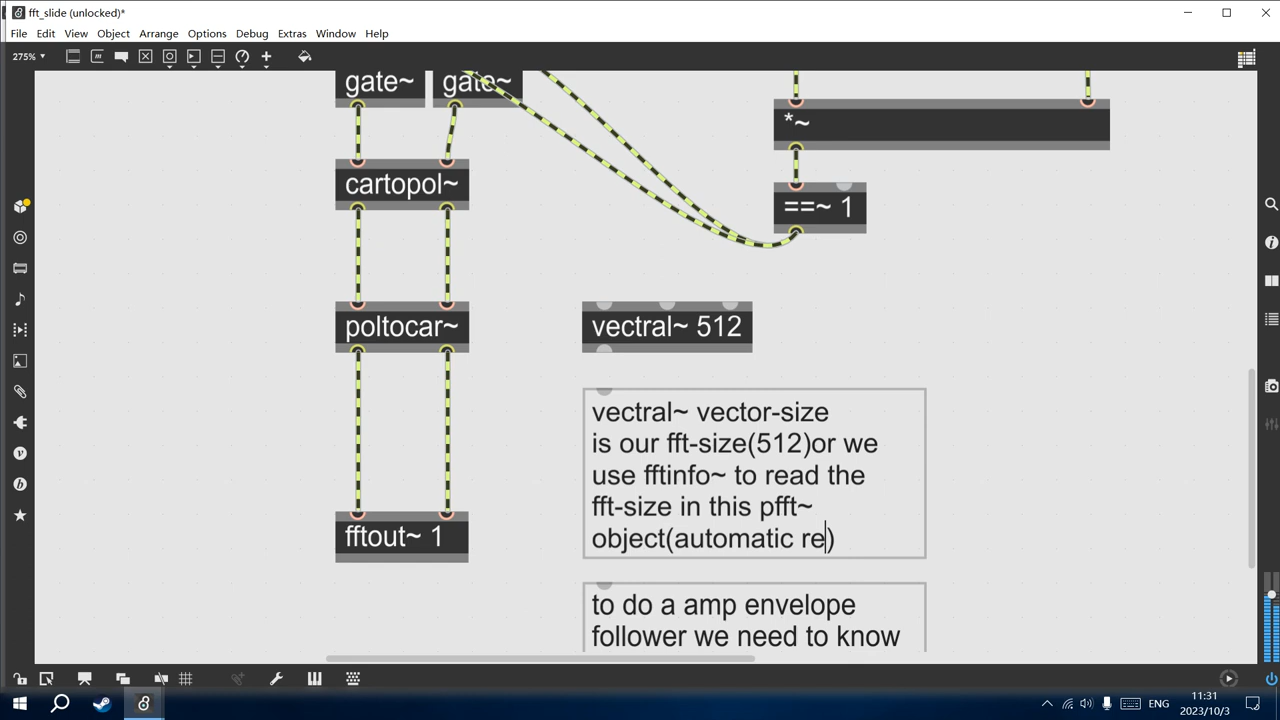 fft_slide (unlocked)*
File Edit View Object Arrange Options Debug Extras Window Help
275%
gate~ gate~
*~
cartopol~
==~ 1
poltocar~
vectral~ 512
vectral~ vector-size
is our fft-size(512)or we
use fftinfo~ to read the
fft-size in this pfft~
object(automatic re)
fftout~ 1
to do a amp envelope
follower we need to know
ENG
11:31
2023/10/3